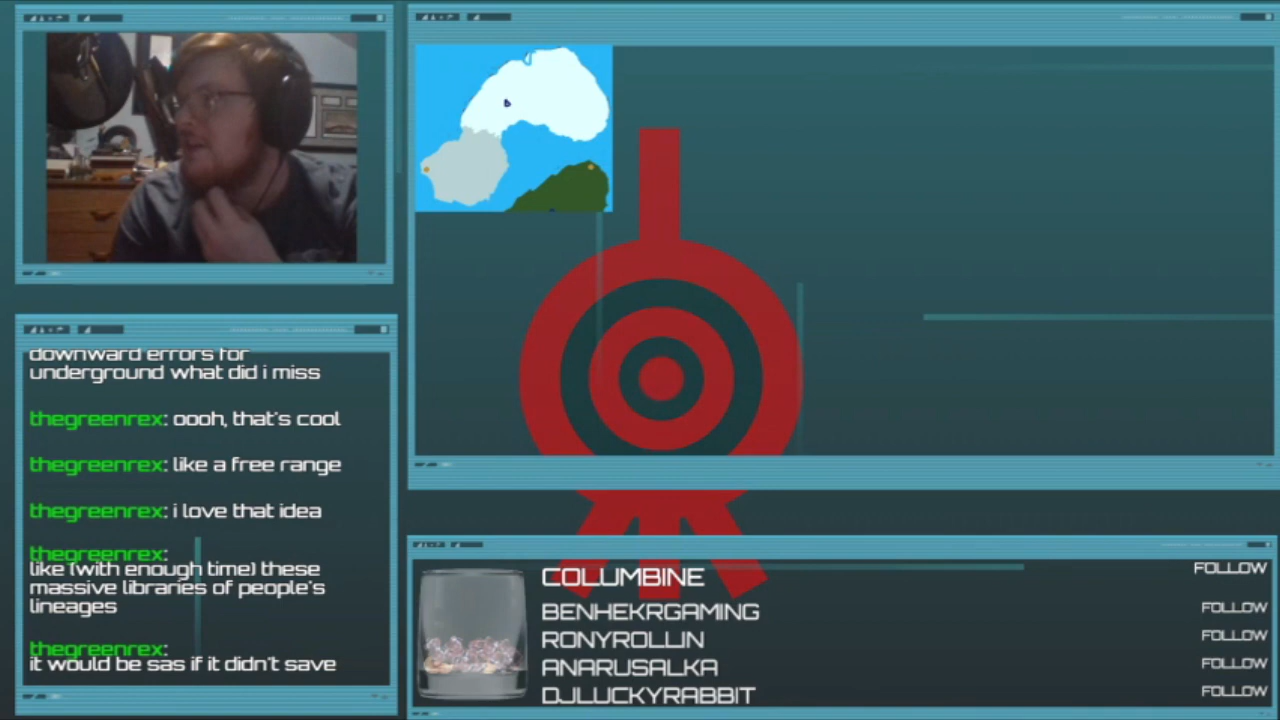 downward errors for
underground what did i miss
thegreenrex: oooh, that's cool
thegreenrex: like a free range
thegreenrex: i love that idea
thegreenrex:
like (with enough time) these
massive libraries of people's
lineages
thegreenrex:
it would be sas if it didn't save
COLUMBINE FOLLOW
BENHEKRGAMING FOLLOW
RONYROLLIN FOLLOW
ANARUSALKA FOLLOW
DJLUCKYRABBIT FOLLOW